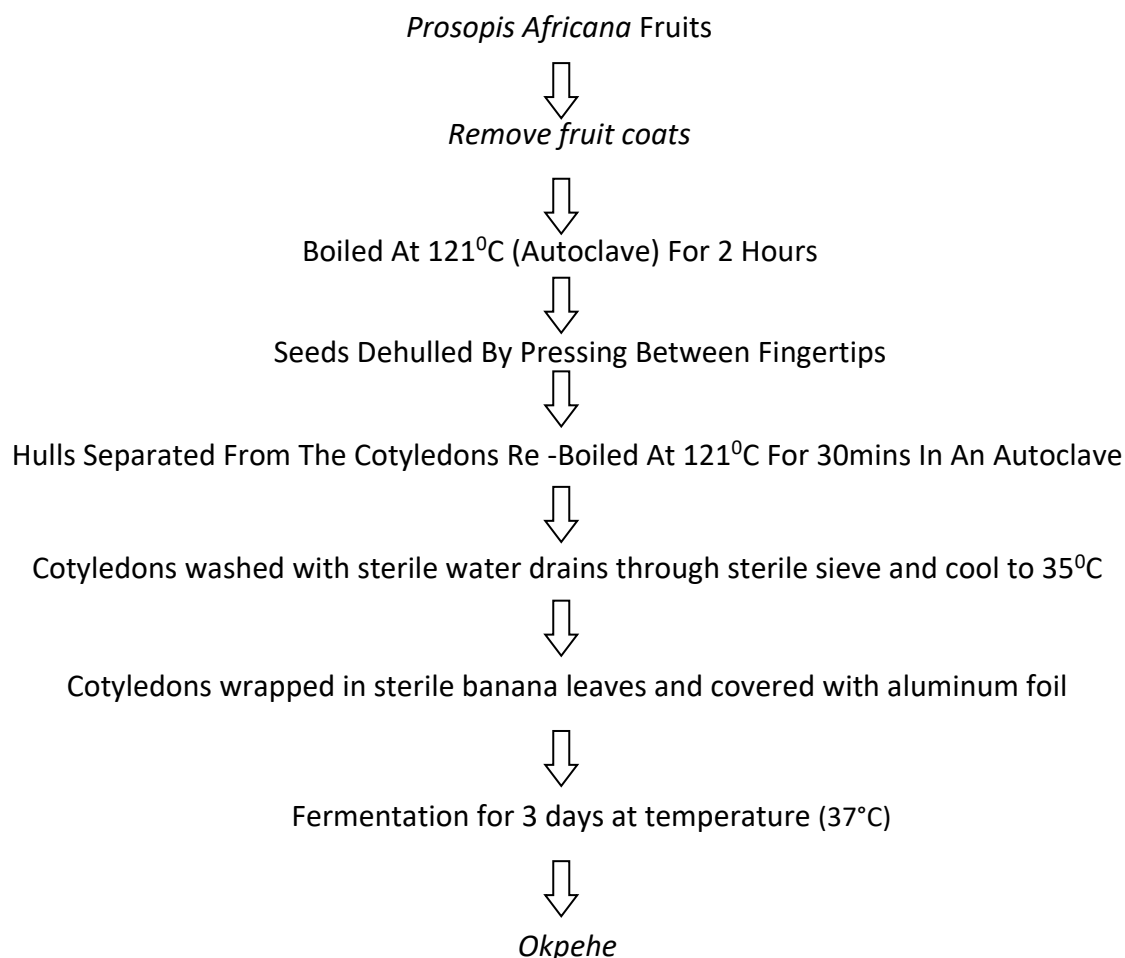 Prosopis Africana Fruits
Remove fruit coats
Boiled At 121⁰C (Autoclave) For 2 Hours
Seeds Dehulled By Pressing Between Fingertips
Hulls Separated From The Cotyledons Re -Boiled At 121⁰C For 30mins In An Autoclave
Cotyledons washed with sterile water drains through sterile sieve and cool to 35⁰C
Cotyledons wrapped in sterile banana leaves and covered with aluminum foil
Fermentation for 3 days at temperature (37°C)
Okpehe